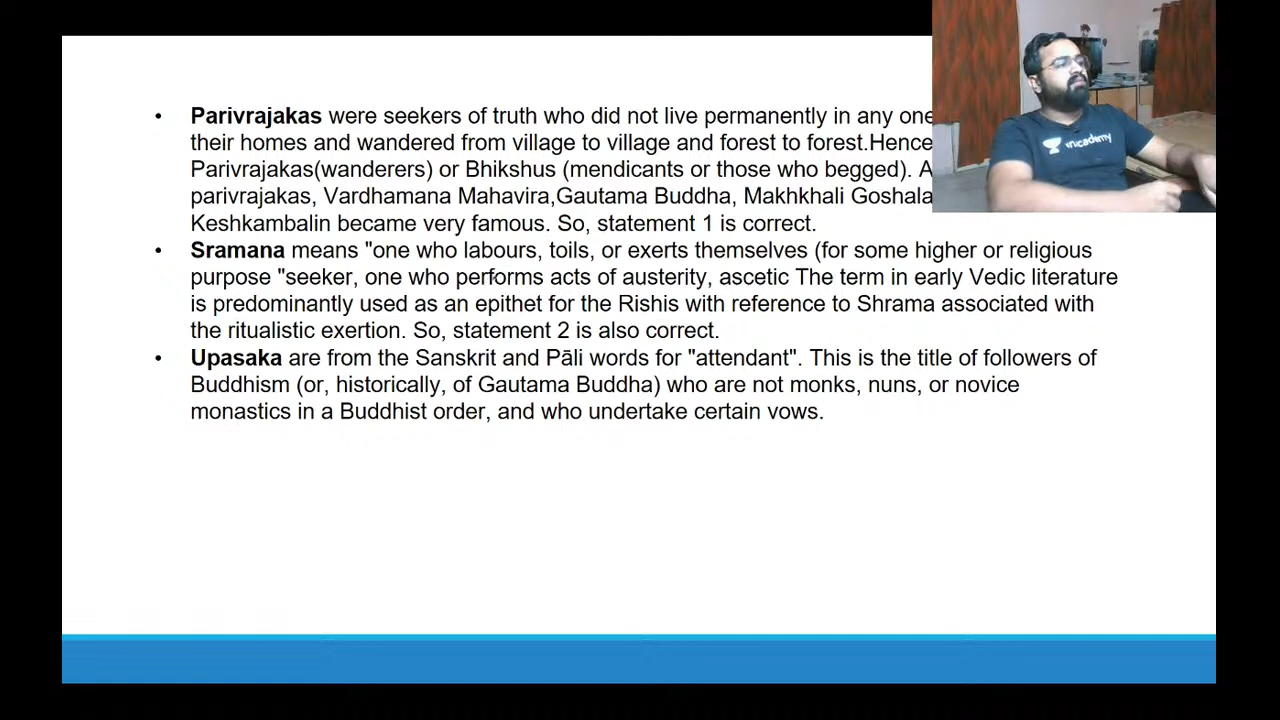 • Parivrajakas were seekers of truth who did not live permanently in any one
their homes and wandered from village to village and forest to forest.Hence
Parivrajakas(wanderers) or Bhikshus (mendicants or those who begged). A
parivrajakas, Vardhamana Mahavira,Gautama Buddha, Makhkhali Goshala
Keshkambalin became very famous. So, statement 1 is correct.
• Sramana means "one who labours, toils, or exerts themselves (for some higher or religious
purpose "seeker, one who performs acts of austerity, ascetic The term in early Vedic literature
is predominantly used as an epithet for the Rishis with reference to Shrama associated with
the ritualistic exertion. So, statement 2 is also correct.
• Upasaka are from the Sanskrit and Pāli words for "attendant". This is the title of followers of
Buddhism (or, historically, of Gautama Buddha) who are not monks, nuns, or novice
monastics in a Buddhist order, and who undertake certain vows.
unacademy